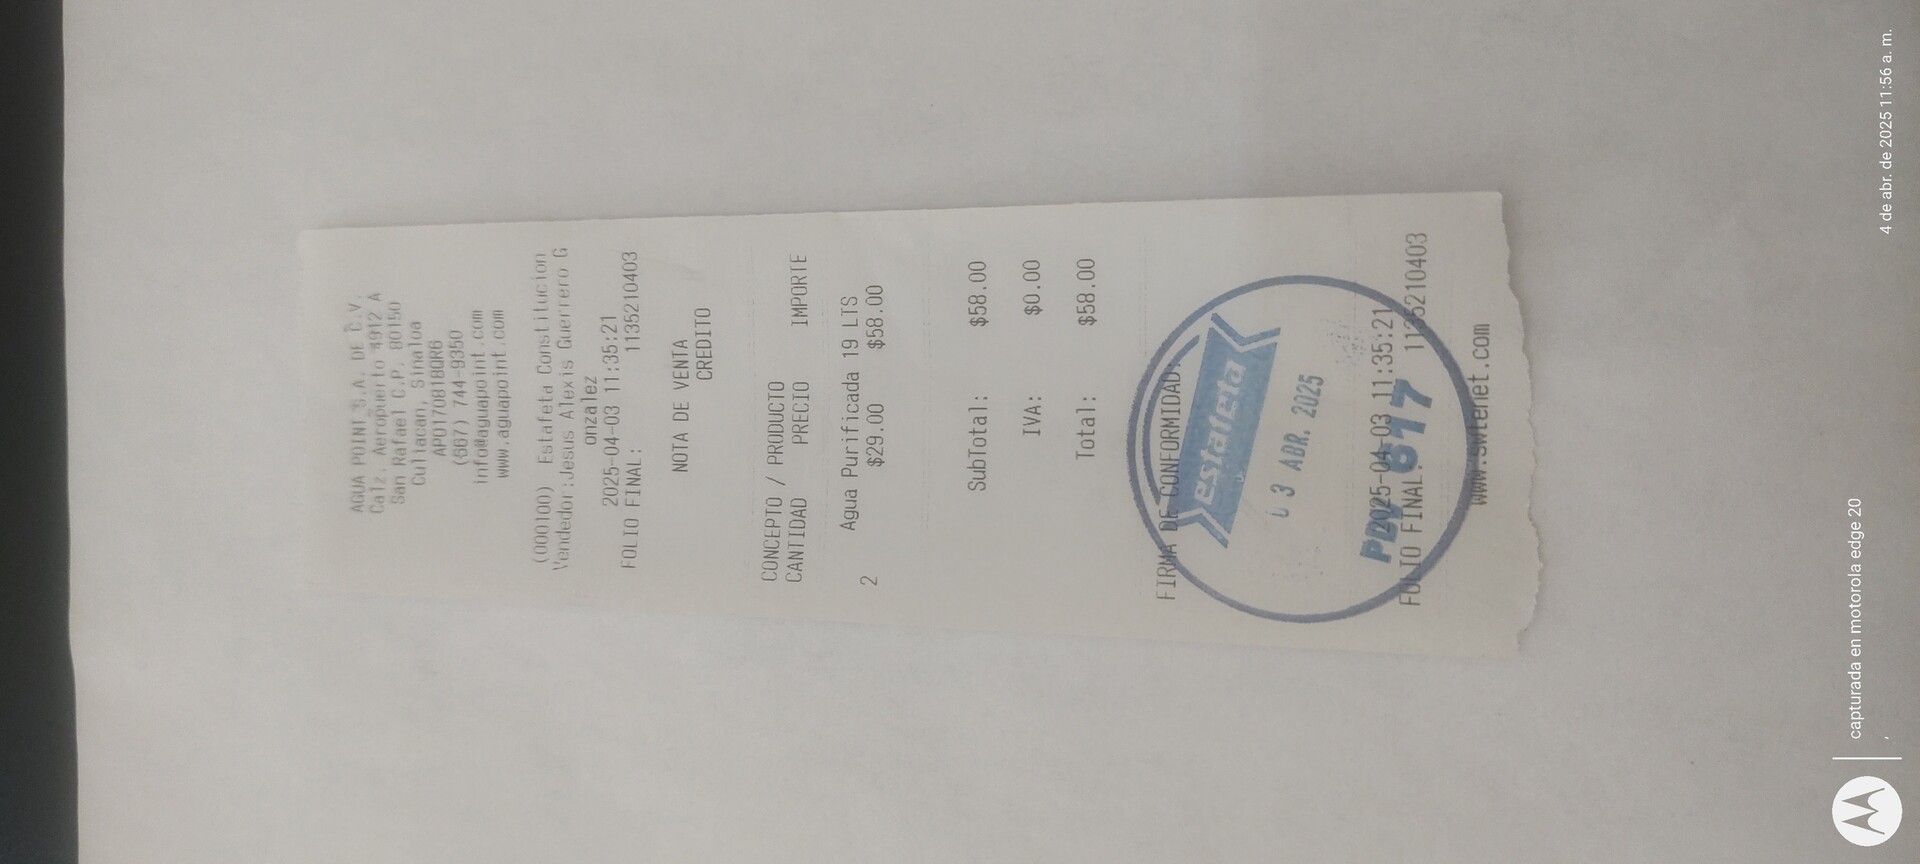 AGUA POINT S.A. DE C.V.
Calz. Aeropuerto 4912 A
San Rafael C.P. 80150
Culiacan, Sinaloa
APO170818QR6
(667) 744-9350
info@aguapoint.com
www.aguapoint.com
(000100) Estafeta Constitucion
Vendedor:Jesus Alexis Guerrero G
onzalez
2025-04-03 11:35:21
FOLIO FINAL: 1135210403
NOTA DE VENTA
CREDITO
CONCEPTO / PRODUCTO
CANTIDAD PRECIO IMPORTE
Agua Purificada 19 LTS
2 $29.00 $58.00
SubTotal: $58.00
IVA: $0.00
Total: $58.00
FIRMA DE CONFORMIDAD:
estafeta
03 ABR. 2025
2025-04-03 11:35:21
617
FOLIO FINAL: 1135210403
www.swtenet.com
capturada en motorola edge 20
4 de abr. de 2025 11:56 a. m.